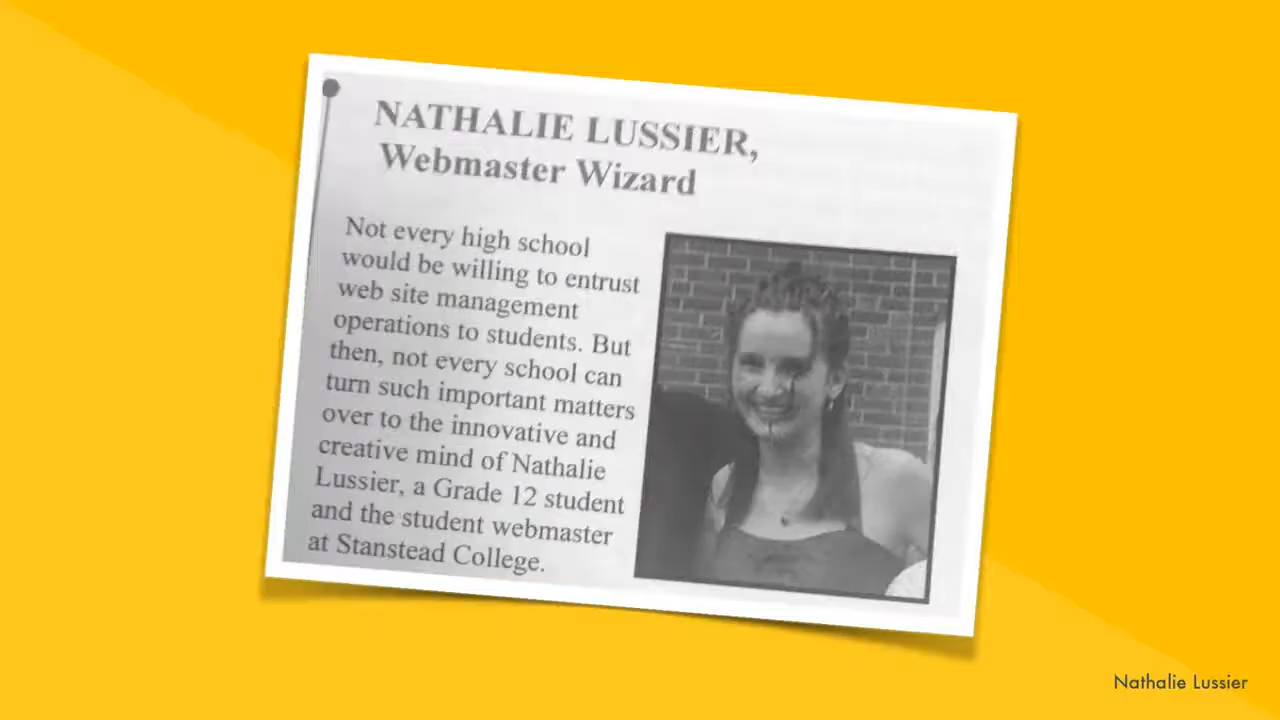 NATHALIE LUSSIER,
Webmaster Wizard
Not every high school
would be willing to entrust
web site management
operations to students. But
then, not every school can
turn such important matters
over to the innovative and
creative mind of Nathalie
Lussier, a Grade 12 student
and the student webmaster
at Stanstead College.
Nathalie Lussier